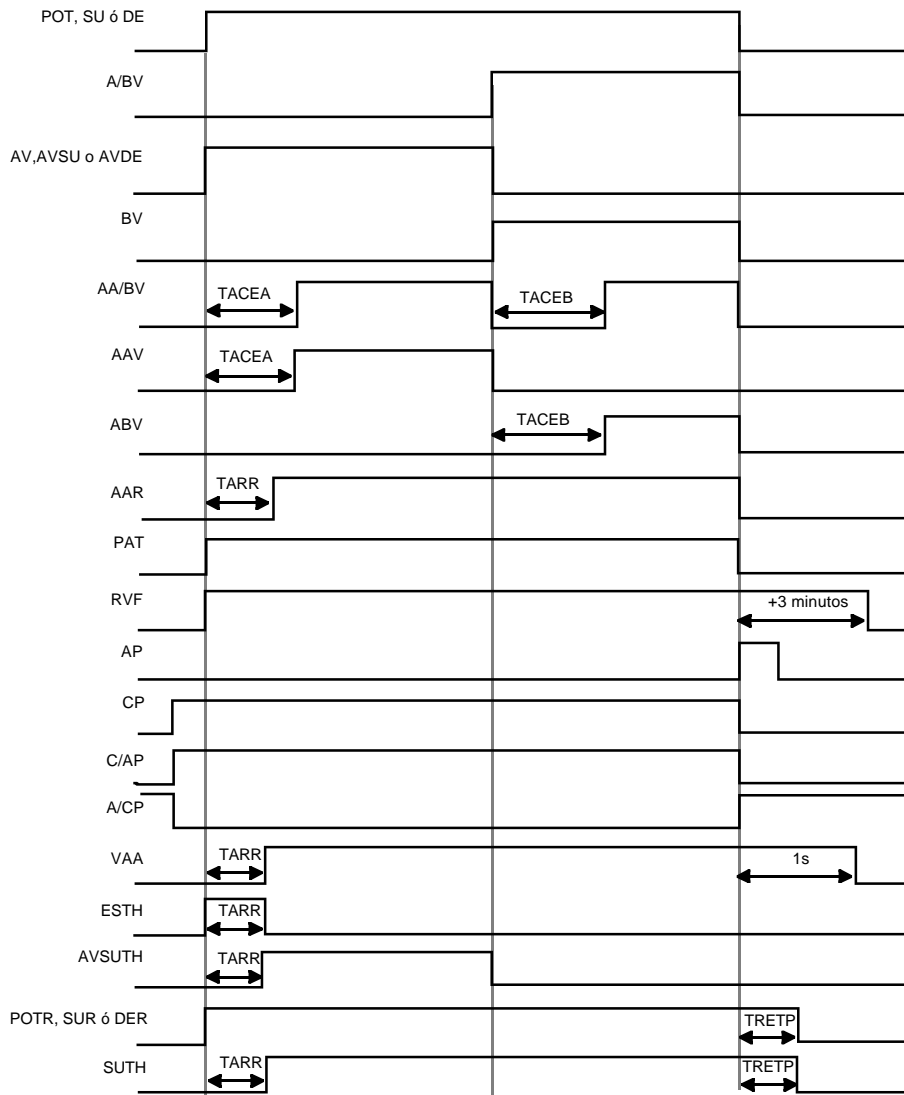 POT, SU ó DE
A/BV
AV,AVSU o AVDE
BV
AA/BV
TACEA
TACEB
AAV
TACEA
ABV
TACEB
AAR
TARR
PAT
RVF
+3 minutos
AP
CP
C/AP
A/CP
VAA
TARR
1s
ESTH
TARR
AVSUTH
TARR
POTR, SUR ó DER
TRETP
SUTH
TARR
TRETP